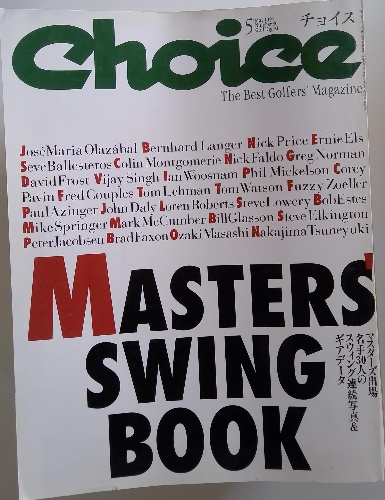 5
チョイス
Choice
The Best Golfers' Magazine
José Maria Olazábal Bernhard Langer Nick Price Ernie Els
Seve Ballesteros Colin Montgomerie Nick Faldo Greg Norman
David Frost Vijay Singh Ian Woosnam Phil Mickelson Corey
Pavin Fred Couples Tom Lehman Tom Watson Fuzzy Zoeller
Paul Azinger John Daly Loren Roberts Steve Lowery Bob Estes
Mike Springer Mark McCumber Bill Glasson Steve Elkington
Peter Jacobsen Brad Faxon Ozaki Masashi Nakajima Tsuneyuki
MASTERS'
SWING
BOOK
マスターズ出場
名手30人の
スウィング連続写真&
ギアデータ